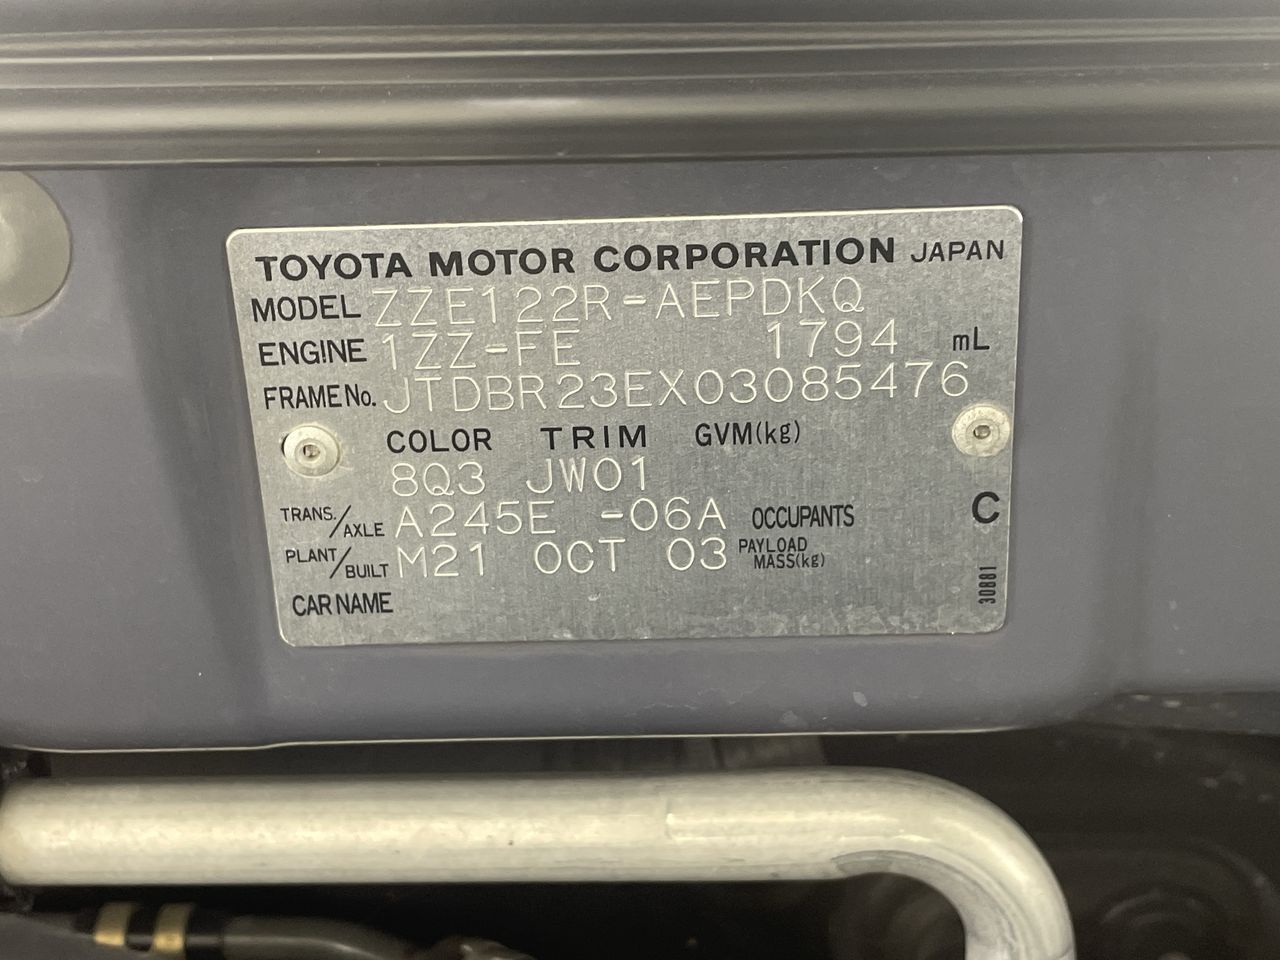 TOYOTA MOTOR CORPORATION JAPAN
MODEL ZZE122R-AEPDKQ
ENGINE 1ZZ-FE 1794 mL
FRAME No. JTDBR23EX03085476
COLOR TRIM GVM(kg)
8Q3 JW01
TRANS./AXLE A245E -06A OCCUPANTS C
PLANT/BUILT M21 OCT 03 PAYLOAD MASS(kg)
CAR NAME
30881